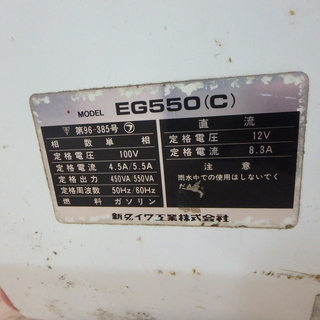 MODEL EG550(C)
第96-385号 フ
相数 単相
定格電圧 100V
定格電流 4.5A/5.5A
定格出力 450VA/550VA
定格周波数 50Hz/60Hz
燃料 ガソリン
直流
定格電圧 12V
定格電流 8.3A
注意
雨水中での使用はしないでく
新ダイワ工業株式会社